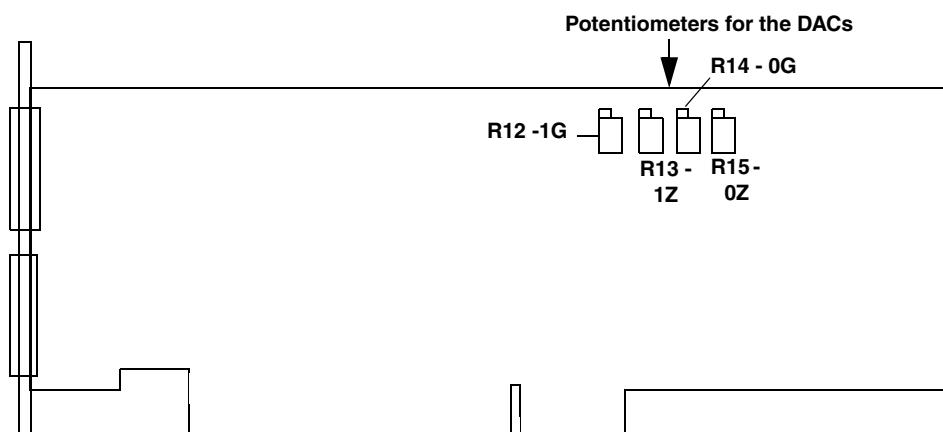 Potentiometers for the DACs
R14 - 0G
R12 -1G
R13 -
1Z
R15 -
0Z